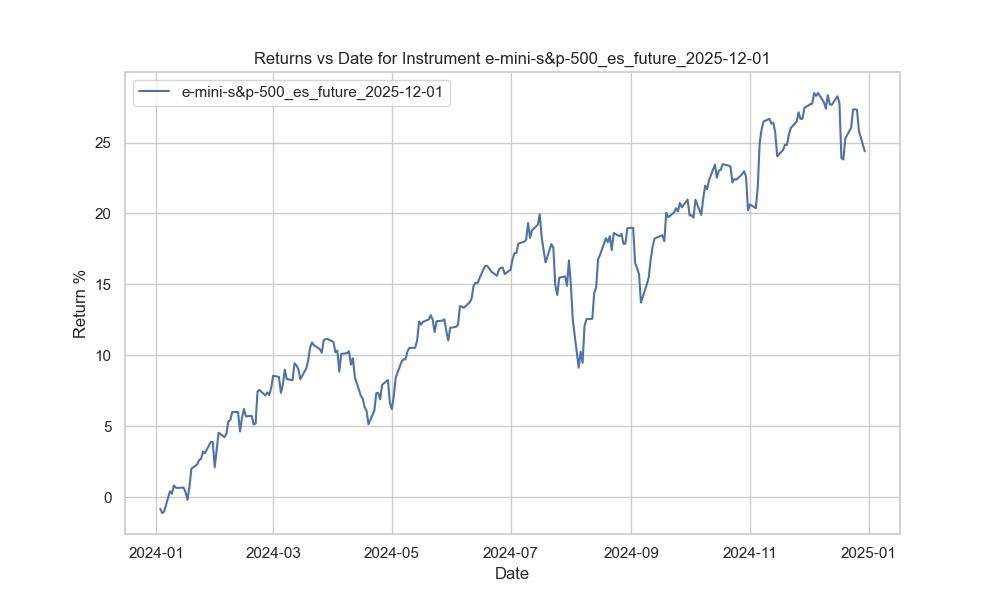 Returns vs Date for Instrument e-mini-s&p-500_es_future_2025-12-01
e-mini-s&p-500_es_future_2025-12-01
Return %
25
20
15
10
5
0
2024-01 2024-03 2024-05 2024-07 2024-09 2024-11 2025-01
Date